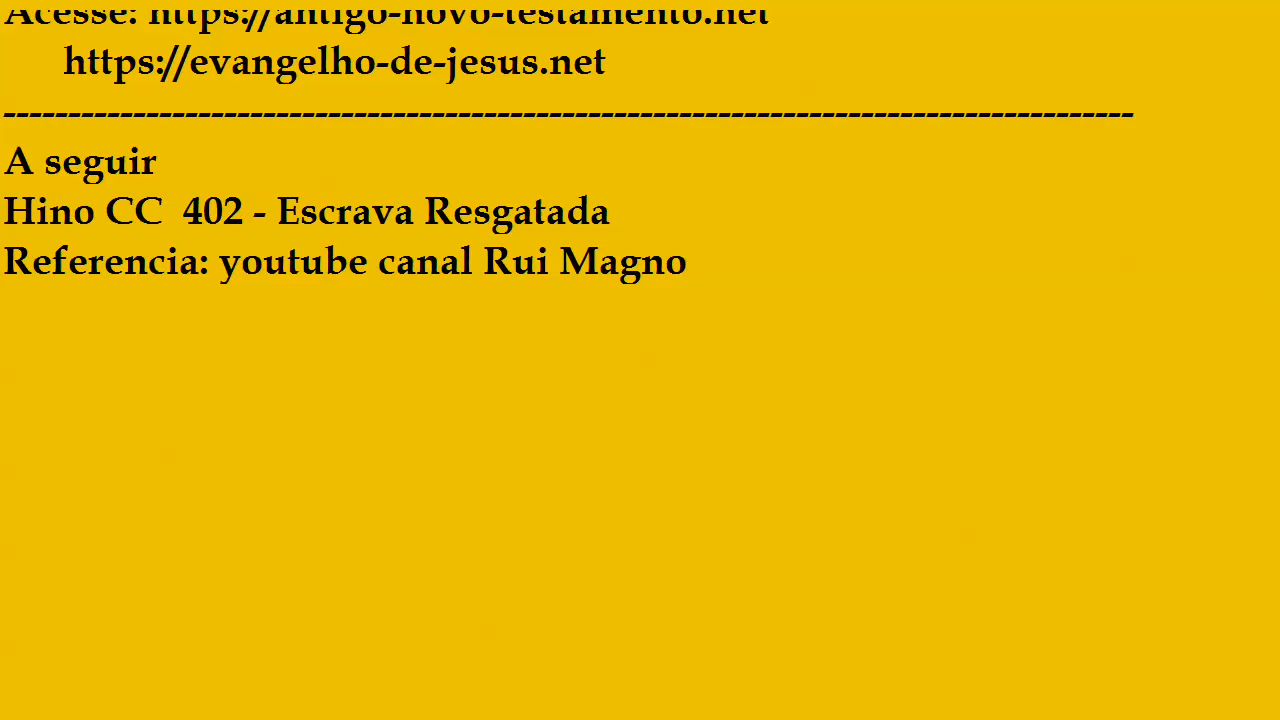 Acesse: https://antigo-novo-testamento.net
https://evangelho-de-jesus.net
---------------------------------------------------------------------------------------
A seguir
Hino CC  402 - Escrava Resgatada
Referencia: youtube canal Rui Magno